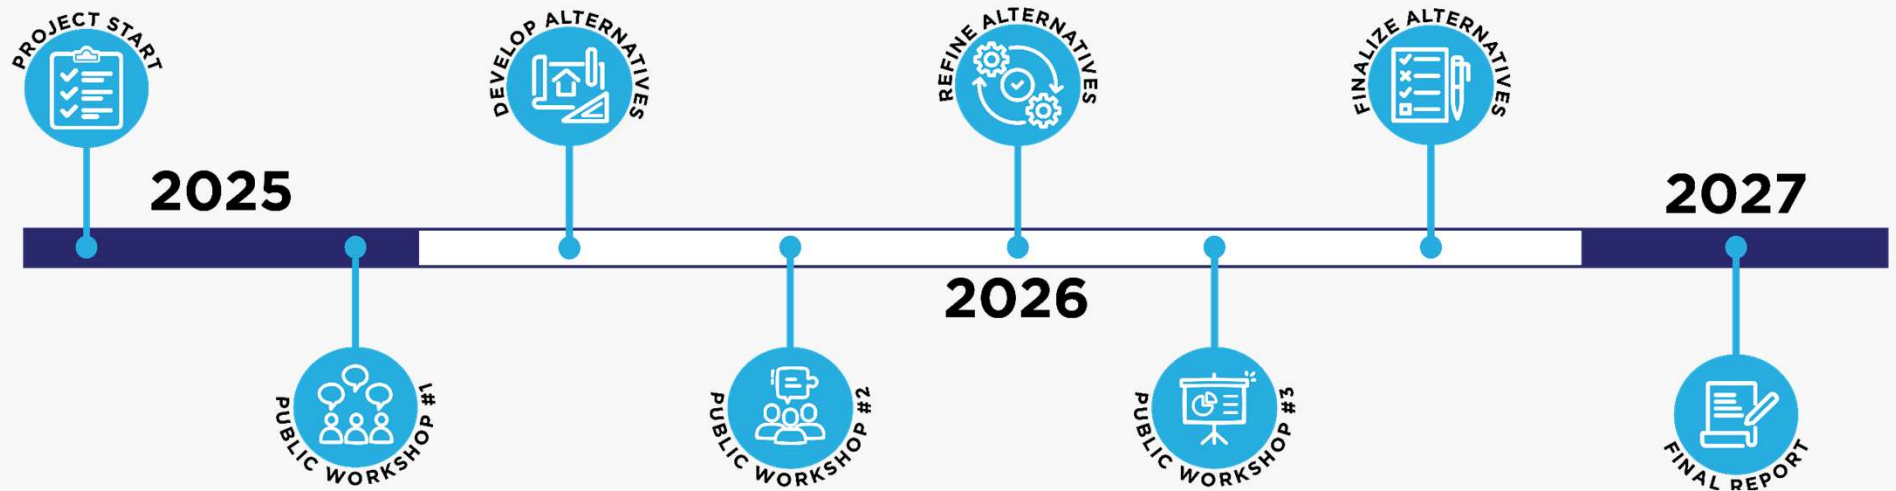 PROJECT START
DEVELOP ALTERNATIVES
REFINE ALTERNATIVES
FINALIZE ALTERNATIVES
2025
2027
2026
PUBLIC WORKSHOP #1
PUBLIC WORKSHOP #2
PUBLIC WORKSHOP #3
FINAL REPORT